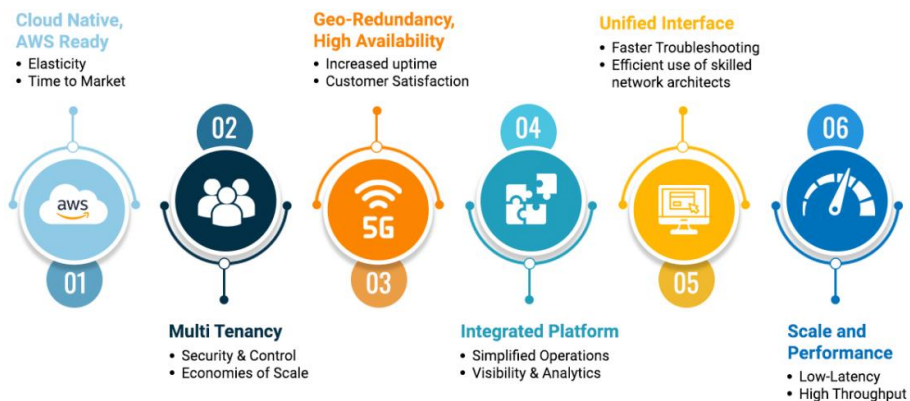 Cloud Native,
AWS Ready
• Elasticity
• Time to Market
aws
01
02
Multi Tenancy
• Security & Control
• Economies of Scale
Geo-Redundancy,
High Availability
• Increased uptime
• Customer Satisfaction
5G
03
04
Integrated Platform
• Simplified Operations
• Visibility & Analytics
Unified Interface
• Faster Troubleshooting
• Efficient use of skilled
network architects
05
06
Scale and
Performance
• Low-Latency
• High Throughput